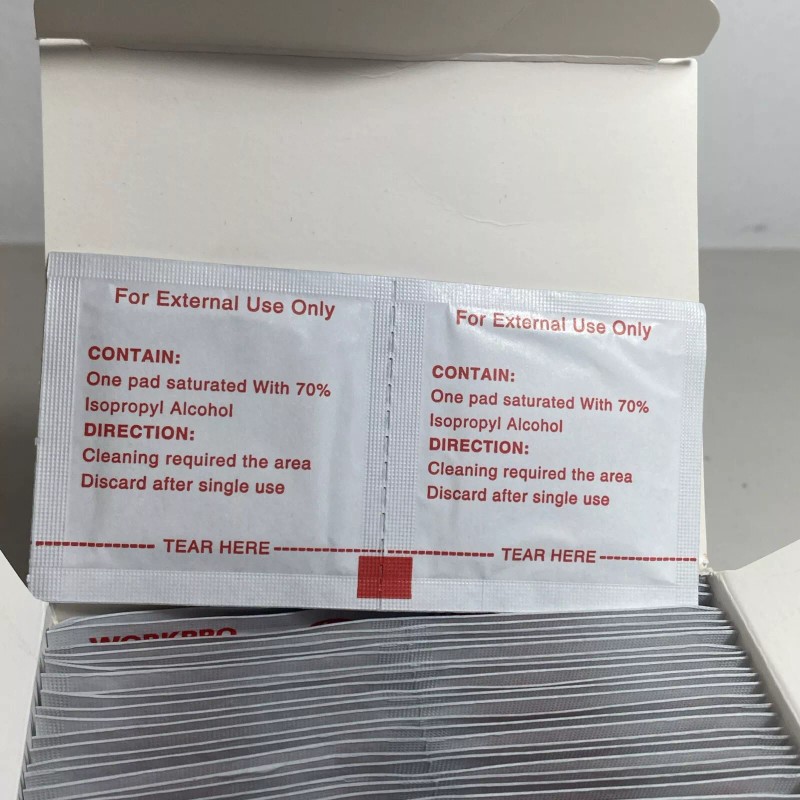 For External Use Only
CONTAIN:
One pad saturated With 70%
Isopropyl Alcohol
DIRECTION:
Cleaning required the area
Discard after single use
TEAR HERE
For External Use Only
CONTAIN:
One pad saturated With 70%
Isopropyl Alcohol
DIRECTION:
Cleaning required the area
Discard after single use
TEAR HERE
WORKPRO